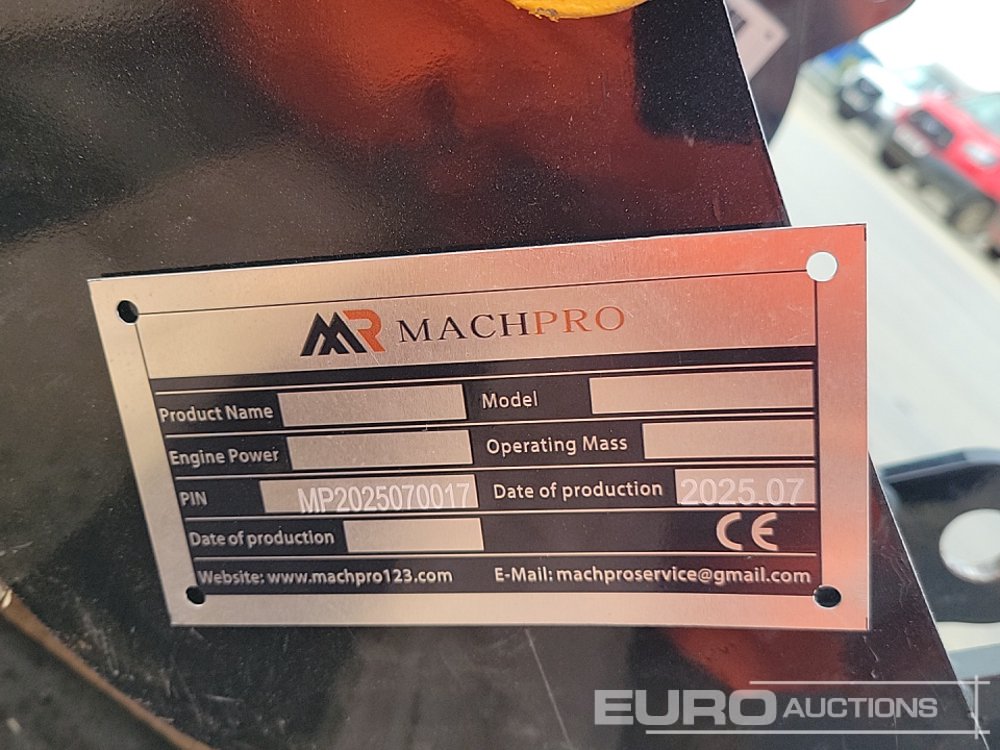 MR MACHPRO
Product Name Model
Engine Power Operating Mass
PIN MP2025070017 Date of production 2025.07
Date of production CE
Website: www.machpro123.com E-Mail: machproservice@gmail.com
EURO AUCTIONS